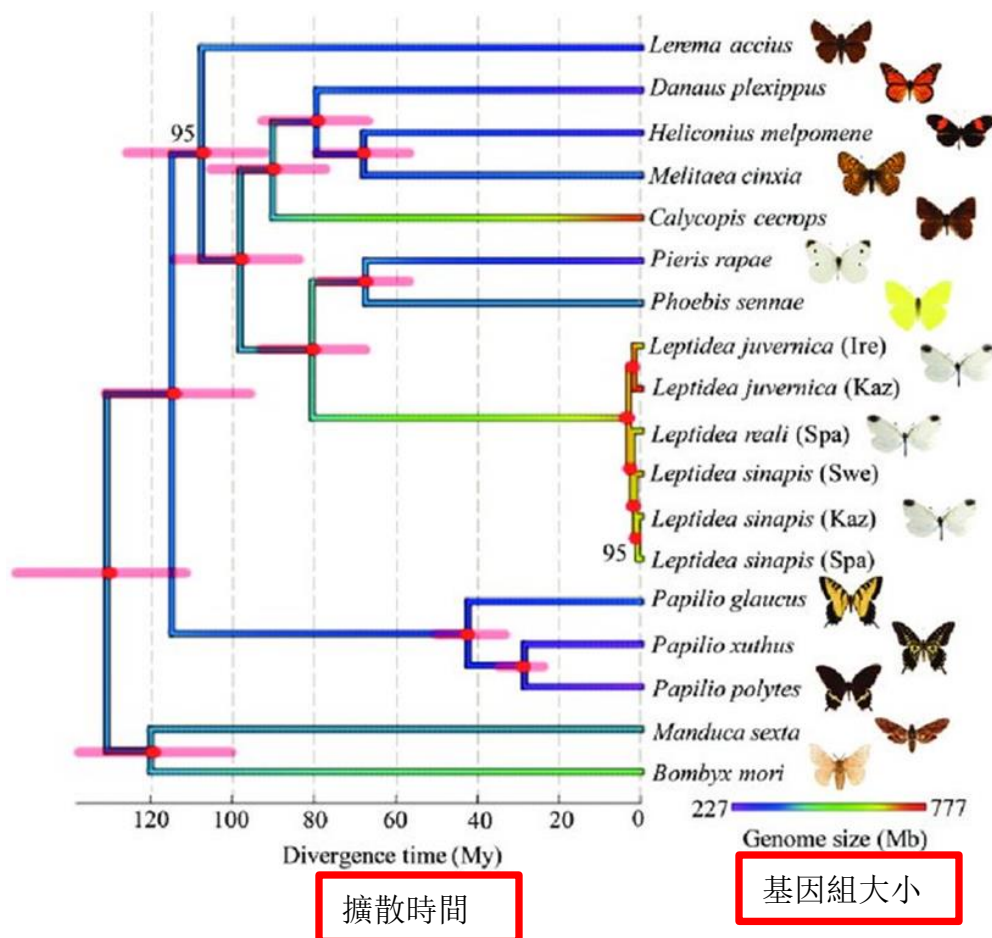 Lerema accius
Danaus plexippus
95
Heliconius melpomene
Melitaea cinxia
Calycopis cecrops
Pieris rapae
Phoebis sennae
Leptidea juvernica (Ire)
Leptidea juvernica (Kaz)
Leptidea reali (Spa)
Leptidea sinapis (Swe)
Leptidea sinapis (Kaz)
95
Leptidea sinapis (Spa)
Papilio glaucus
Papilio xuthus
Papilio polytes
Manduca sexta
Bombyx mori
227 777
Genome size (Mb)
120 100 80 60 40 20 0
Divergence time (My)
擴散時間
基因組大小